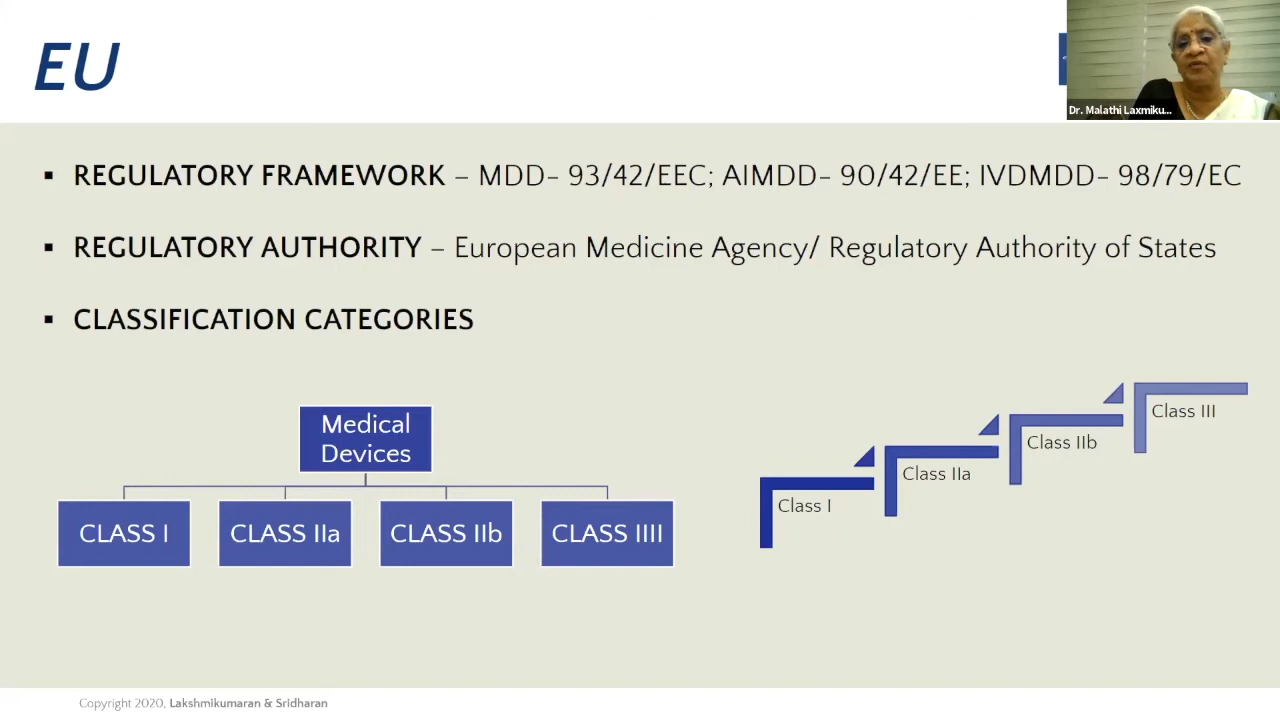 EU
Dr. Malathi Laxmiku...
▪ REGULATORY FRAMEWORK – MDD– 93/42/EEC; AIMDD– 90/42/EE; IVDMDD– 98/79/EC
▪ REGULATORY AUTHORITY – European Medicine Agency/ Regulatory Authority of States
▪ CLASSIFICATION CATEGORIES
Medical
Devices
CLASS I
CLASS IIa
CLASS IIb
CLASS IIII
Class I
Class IIa
Class IIb
Class III
Copyright 2020, Lakshmikumaran & Sridharan